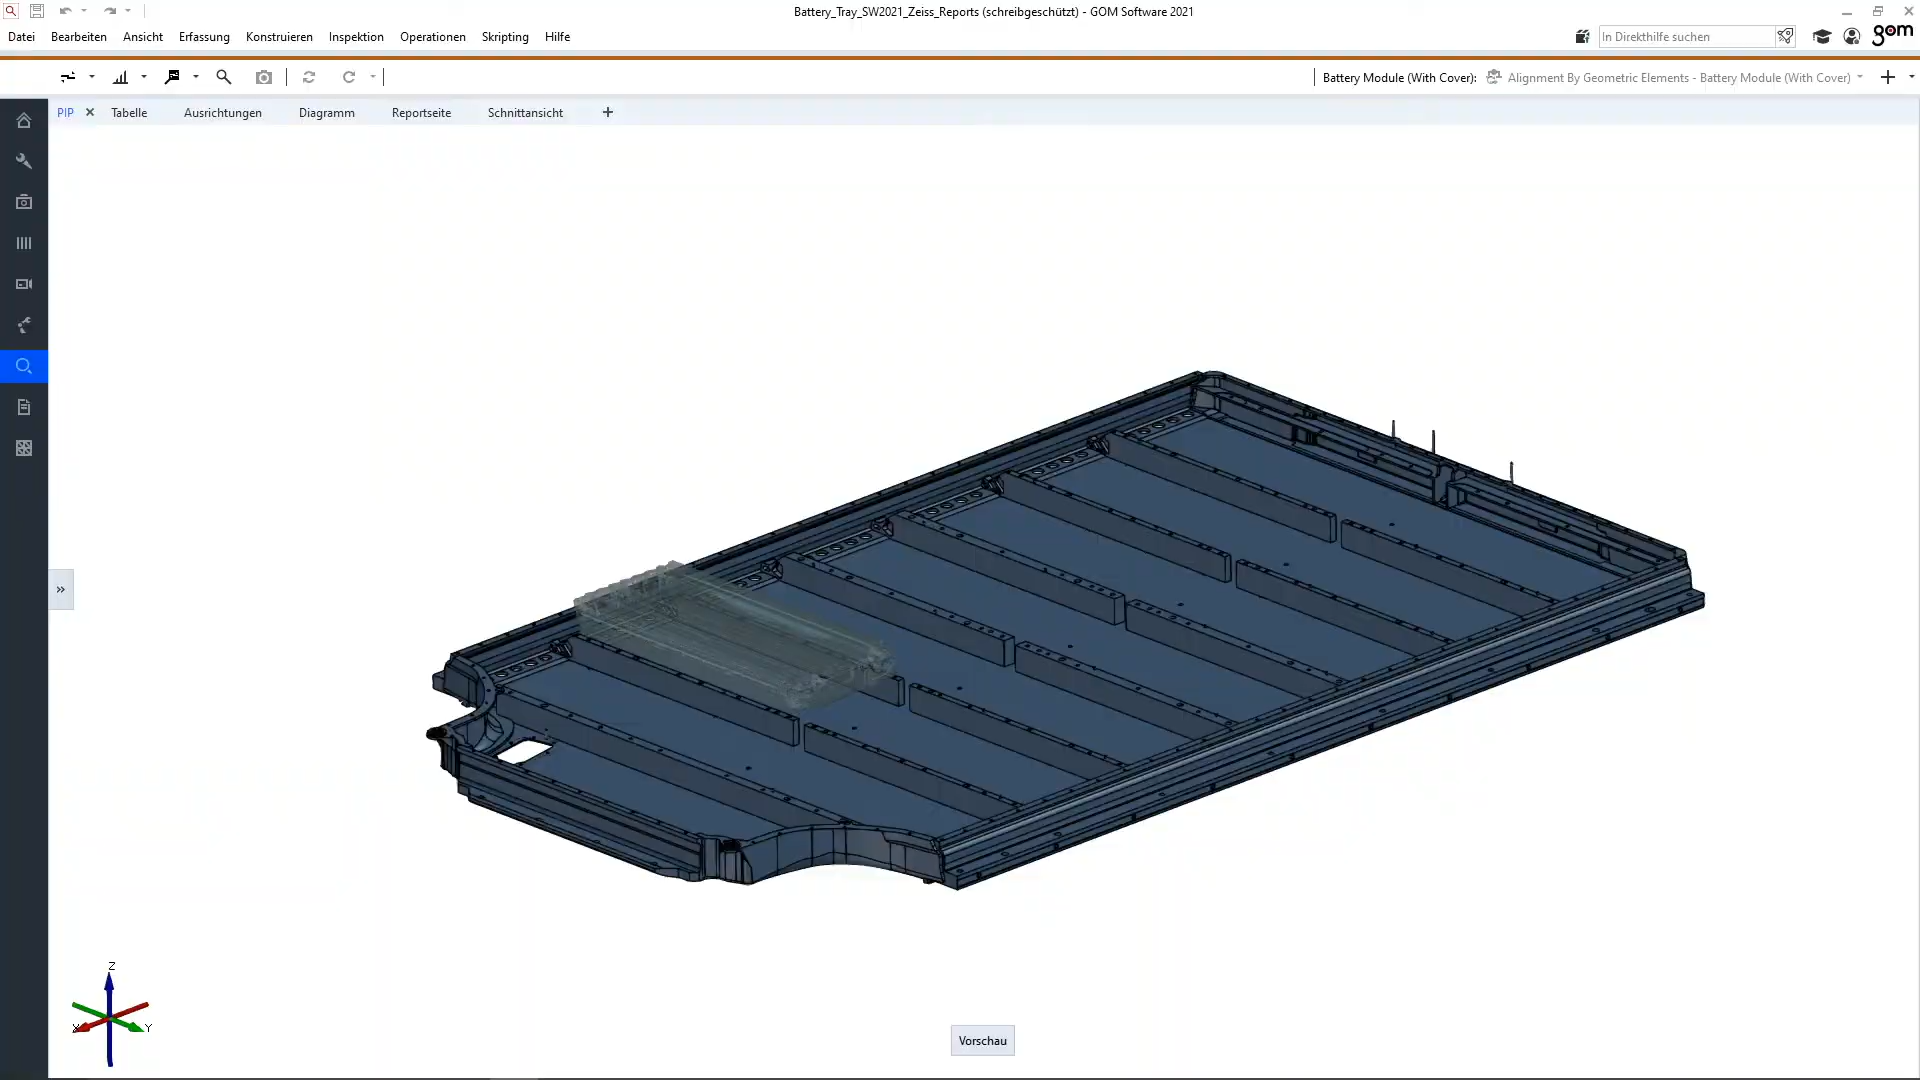 Battery_Tray_SW2021_Zeiss_Reports (schreibgeschützt) - GOM Software 2021
Datei Bearbeiten Ansicht Erfassung Konstruieren Inspektion Operationen Skripting Hilfe
In Direkthilfe suchen
gom
Battery Module (With Cover): Alignment By Geometric Elements - Battery Module (With Cover)
PIP Tabelle Ausrichtungen Diagramm Reportseite Schnittansicht
Z
X Y
Vorschau